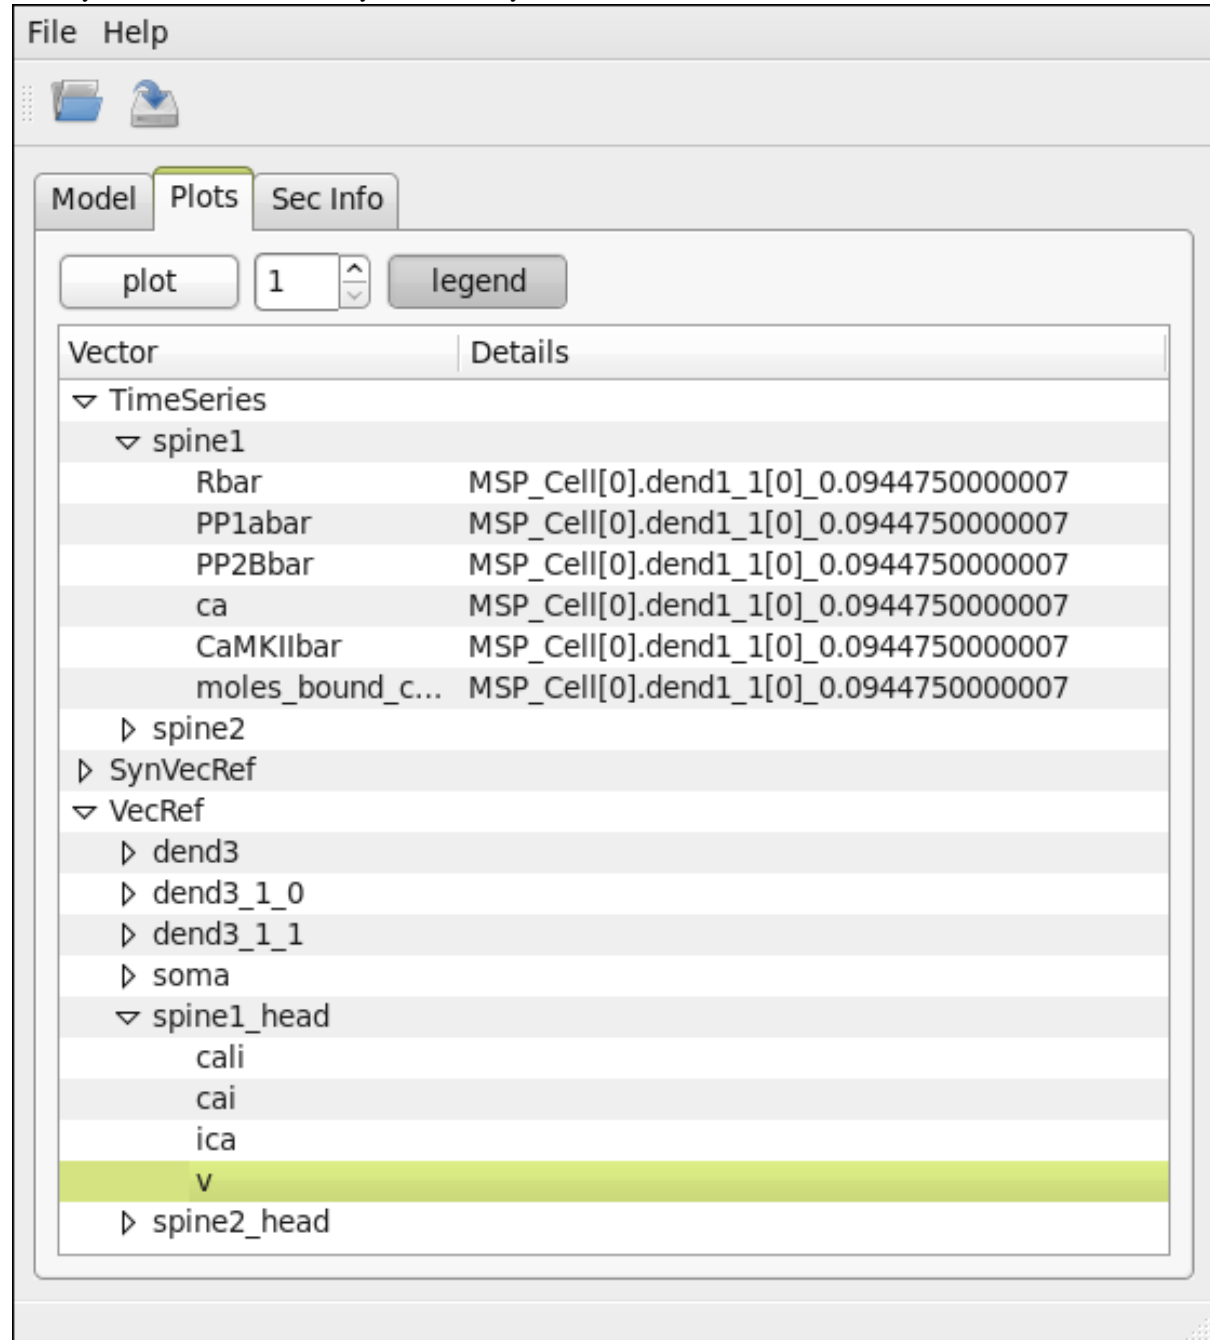 File Help
Model Plots Sec Info
plot 1 legend
Vector Details
TimeSeries
spine1
Rbar MSP_Cell[0].dend1_1[0]_0.0944750000007
PP1abar MSP_Cell[0].dend1_1[0]_0.0944750000007
PP2Bbar MSP_Cell[0].dend1_1[0]_0.0944750000007
ca MSP_Cell[0].dend1_1[0]_0.0944750000007
CaMKIIbar MSP_Cell[0].dend1_1[0]_0.0944750000007
moles_bound_c... MSP_Cell[0].dend1_1[0]_0.0944750000007
spine2
SynVecRef
VecRef
dend3
dend3_1_0
dend3_1_1
soma
spine1_head
cali
cai
ica
v
spine2_head